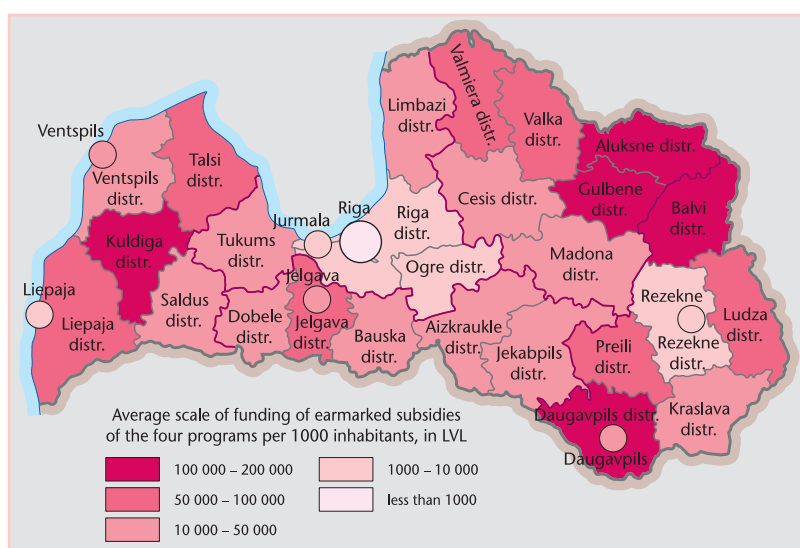 Ventspils
Ventspils
distr.
Talsi
distr.
Kuldiga
distr.
Liepaja
Liepaja
distr.
Saldus
distr.
Tukums
distr.
Dobele
distr.
Jurmala
Riga
Jelgava
Jelgava
distr.
Riga
distr.
Ogre distr.
Bauska
distr.
Limbazi
distr.
Valmiera distr.
Valka
distr.
Cesis distr.
Aluksne distr.
Gulbene
distr.
Balvi
distr.
Madona
distr.
Aizkraukle
distr.
Jekabpils
distr.
Preili
distr.
Rezekne
Rezekne
distr.
Ludza
distr.
Kraslava
distr.
Daugavpils distr.
Daugavpils
Average scale of funding of earmarked subsidies
of the four programs per 1000 inhabitants, in LVL
100 000 – 200 000
50 000 – 100 000
10 000 – 50 000
1000 – 10 000
less than 1000